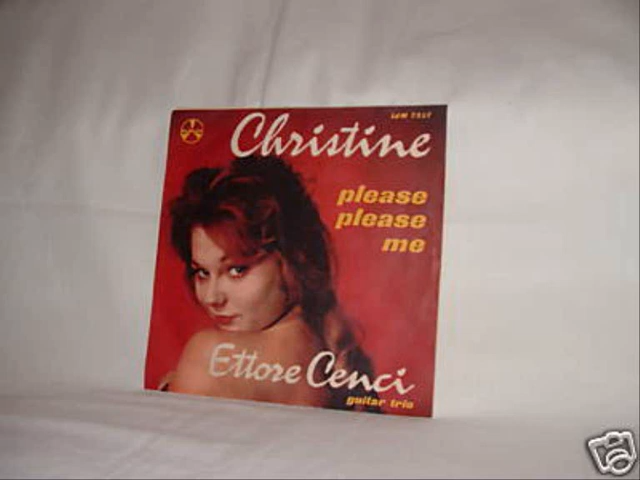 Christine
please
please
me
Ettore Cenci
guitar trio